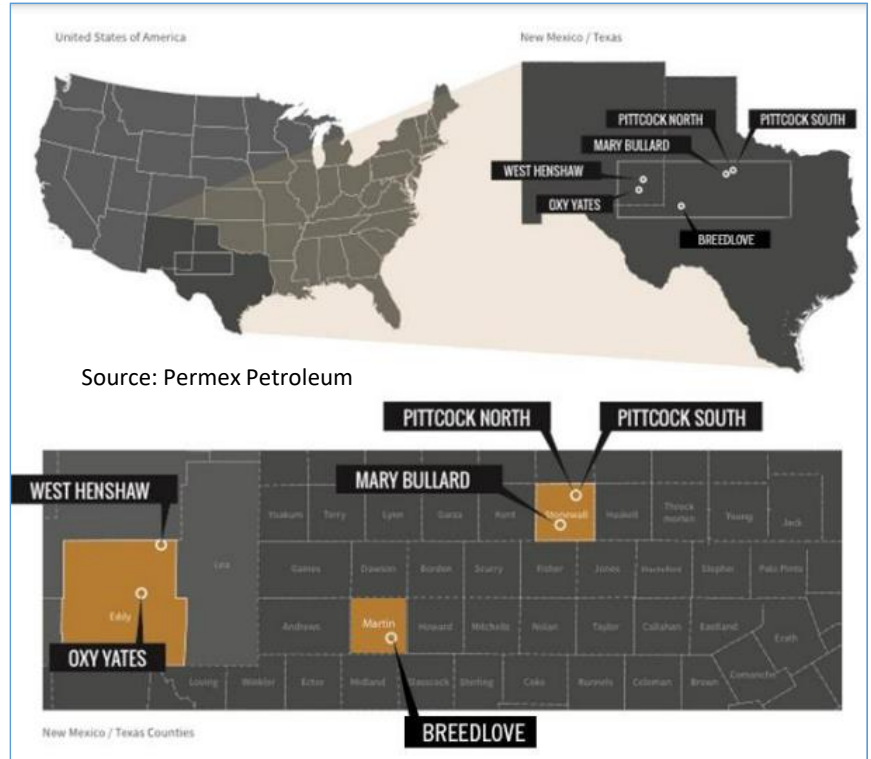 United States of America
New Mexico / Texas
PITTCOCK NORTH
PITTCOCK SOUTH
MARY BULLARD
WEST HENSHAW
OXY YATES
BREEDLOVE
Source: Permex Petroleum
PITTCOCK NORTH
PITTCOCK SOUTH
WEST HENSHAW
MARY BULLARD
Yoakum
Terry
Lynn
Garza
Kent
Stonewall
Haskell
Throck
morton
Young
Jack
Lea
Gaines
Dawson
Borden
Scurry
Fisher
Jones
Shackelford
Stephen
Palo Pinto
Eddy
Andrews
Martin
Howard
Mitchell
Nolan
Taylor
Callahan
Eastland
Erath
OXY YATES
Loving
Winkler
Ector
Midland
Glasscock
Sterling
Coke
Runnels
Coleman
Brown
Comanche
BREEDLOVE
New Mexico / Texas Counties